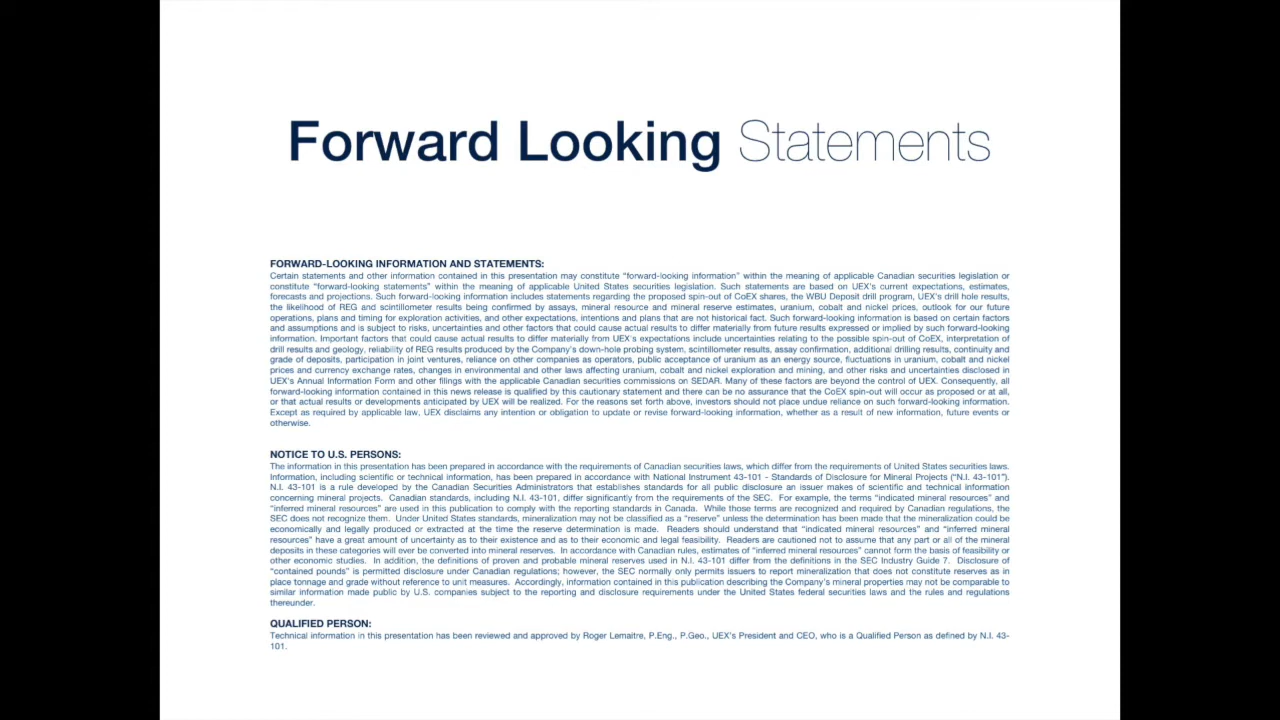 Forward Looking Statements
FORWARD-LOOKING INFORMATION AND STATEMENTS:
Certain statements and other information contained in this presentation may constitute “forward-looking information” within the meaning of applicable Canadian securities legislation or
constitute “forward-looking statements” within the meaning of applicable United States securities legislation. Such statements are based on UEX's current expectations, estimates,
forecasts and projections. Such forward-looking information includes statements regarding the proposed spin-out of CoEX shares, the WBU Deposit drill program, UEX's drill hole results,
the likelihood of REG and scintillometer results being confirmed by assays, mineral resource and mineral reserve estimates, uranium, cobalt and nickel prices, outlook for our future
operations, plans and timing for exploration activities, and other expectations, intentions and plans that are not historical fact. Such forward-looking information is based on certain factors
and assumptions and is subject to risks, uncertainties and other factors that could cause actual results to differ materially from future results expressed or implied by such forward-looking
information. Important factors that could cause actual results to differ materially from UEX's expectations include uncertainties relating to the possible spin-out of CoEX, interpretation of
drill results and geology, reliability of REG results produced by the Company's down-hole probing system, scintillometer results, assay confirmation, additional drilling results, continuity and
grade of deposits, participation in joint ventures, reliance on other companies as operators, public acceptance of uranium as an energy source, fluctuations in uranium, cobalt and nickel
prices and currency exchange rates, changes in environmental and other laws affecting uranium, cobalt and nickel exploration and mining, and other risks and uncertainties disclosed in
UEX's Annual Information Form and other filings with the applicable Canadian securities commissions on SEDAR. Many of these factors are beyond the control of UEX. Consequently, all
forward-looking information contained in this news release is qualified by this cautionary statement and there can be no assurance that the CoEX spin-out will occur as proposed or at all,
or that actual results or developments anticipated by UEX will be realized. For the reasons set forth above, investors should not place undue reliance on such forward-looking information.
Except as required by applicable law, UEX disclaims any intention or obligation to update or revise forward-looking information, whether as a result of new information, future events or
otherwise.
NOTICE TO U.S. PERSONS:
The information in this presentation has been prepared in accordance with the requirements of Canadian securities laws, which differ from the requirements of United States securities laws.
Information, including scientific or technical information, has been prepared in accordance with National Instrument 43-101 - Standards of Disclosure for Mineral Projects (“N.I. 43-101”).
N.I. 43-101 is a rule developed by the Canadian Securities Administrators that establishes standards for all public disclosure an issuer makes of scientific and technical information
concerning mineral projects. Canadian standards, including N.I. 43-101, differ significantly from the requirements of the SEC. For example, the terms “indicated mineral resources” and
“inferred mineral resources” are used in this publication to comply with the reporting standards in Canada. While those terms are recognized and required by Canadian regulations, the
SEC does not recognize them. Under United States standards, mineralization may not be classified as a “reserve” unless the determination has been made that the mineralization could be
economically and legally produced or extracted at the time the reserve determination is made. Readers should understand that “indicated mineral resources” and “inferred mineral
resources” have a great amount of uncertainty as to their existence and as to their economic and legal feasibility. Readers are cautioned not to assume that any part or all of the mineral
deposits in these categories will ever be converted into mineral reserves. In accordance with Canadian rules, estimates of “inferred mineral resources” cannot form the basis of feasibility or
other economic studies. In addition, the definitions of proven and probable mineral reserves used in N.I. 43-101 differ from the definitions in the SEC Industry Guide 7. Disclosure of
“contained pounds” is permitted disclosure under Canadian regulations; however, the SEC normally only permits issuers to report mineralization that does not constitute reserves as in
place tonnage and grade without reference to unit measures. Accordingly, information contained in this publication describing the Company's mineral properties may not be comparable to
similar information made public by U.S. companies subject to the reporting and disclosure requirements under the United States federal securities laws and the rules and regulations
thereunder.
QUALIFIED PERSON:
Technical information in this presentation has been reviewed and approved by Roger Lemaitre, P.Eng., P.Geo., UEX's President and CEO, who is a Qualified Person as defined by N.I. 43-
101.